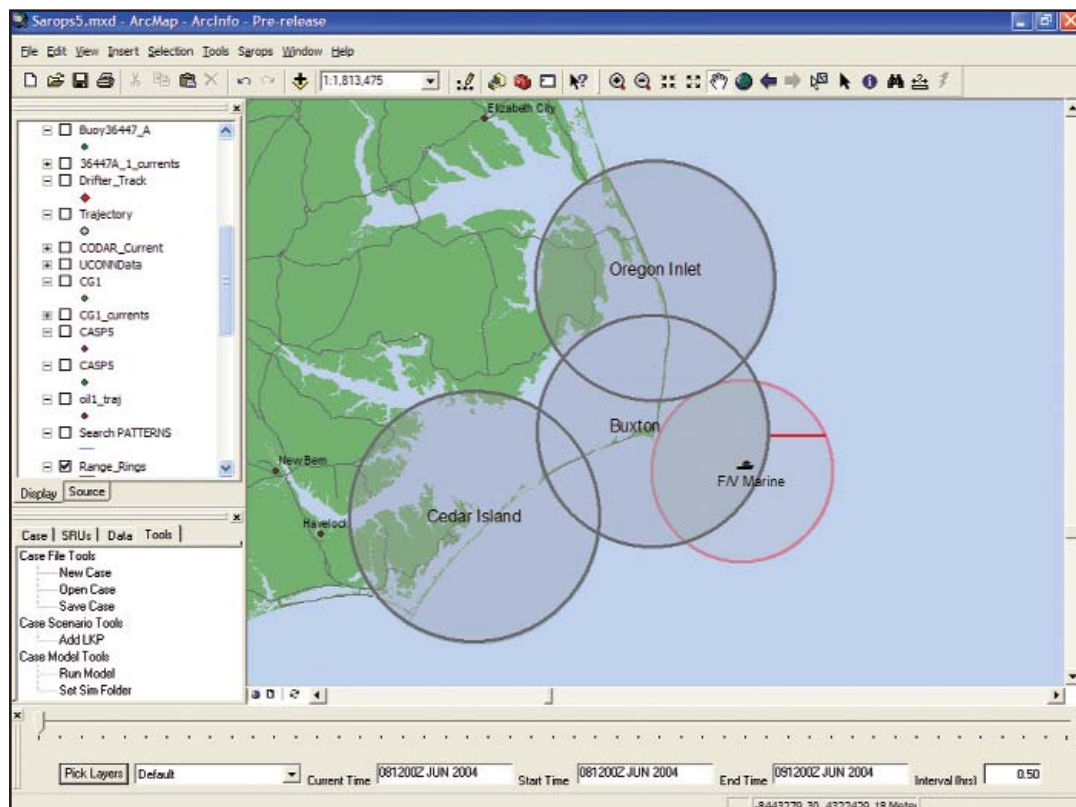 Sarops5.mxd - ArcMap - ArcInfo - Pre-release
File Edit View Insert Selection Tools Sarops Window Help
1:1,813,475
Buoy36447_A
36447A_1_currents
Drifter_Track
Trajectory
CODAR_Current
UCONNData
CG1
CG1_currents
CASP5
CASP5
oil1_traj
Search PATTERNS
Range_Rings
Display Source
Case SRUs Data Tools
Case File Tools
New Case
Open Case
Save Case
Case Scenario Tools
Add LKP
Case Model Tools
Run Model
Set Sim Folder
Elizabeth City
Oregon Inlet
Buxton
New Bern
F/V Marine
Cedar Island
Havelock
Pick Layers Default Current Time 081200Z JUN 2004 Start Time 081200Z JUN 2004 End Time 091200Z JUN 2004 Interval (hrs) 0.50